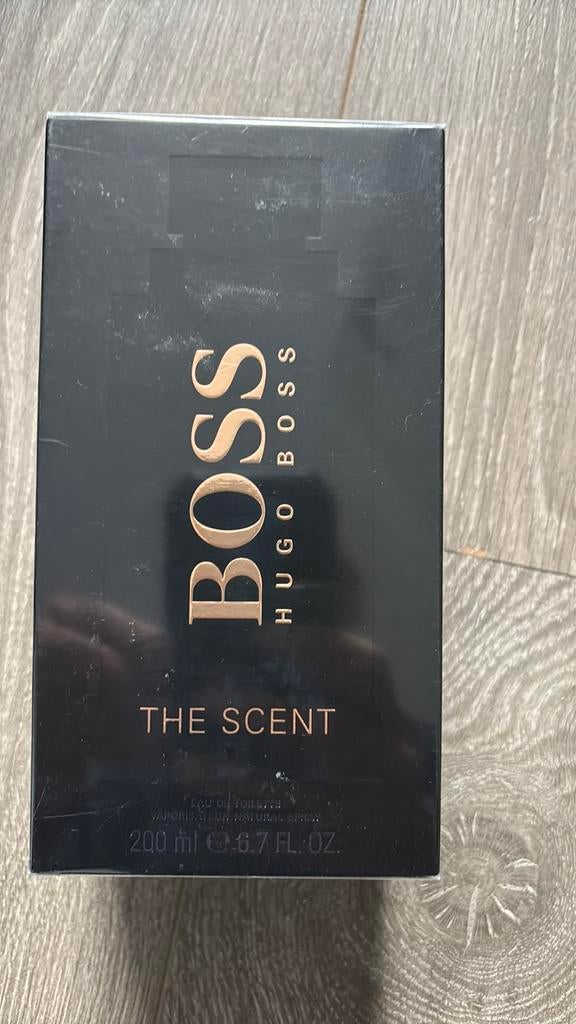 BOSS
HUGO BOSS
THE SCENT
EAU DE TOILETTE
VAPORISATEUR NATURAL SPRAY
200 ml ℮ 6.7 FL. OZ.